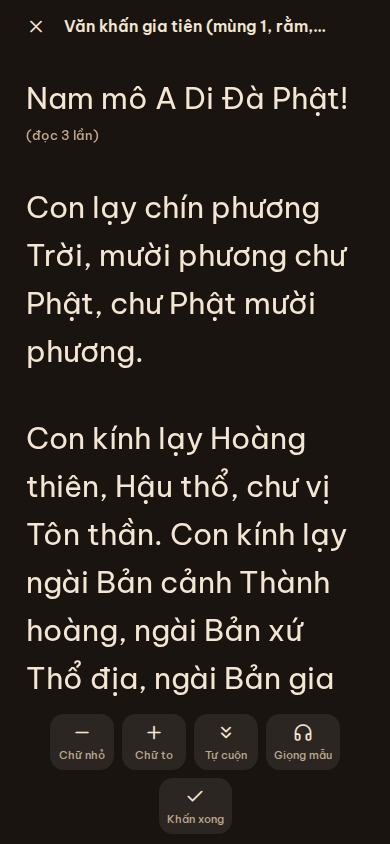 Văn khấn gia tiên (mùng 1, rằm,...
Nam mô A Di Đà Phật!
(đọc 3 lần)
Con lạy chín phương
Trời, mười phương chư
Phật, chư Phật mười
phương.
Con kính lạy Hoàng
thiên, Hậu thổ, chư vị
Tôn thần. Con kính lạy
ngài Bản cảnh Thành
hoàng, ngài Bản xứ
Thổ địa, ngài Bản gia
Chữ nhỏ
Chữ to
Tự cuộn
Giọng mẫu
Khấn xong